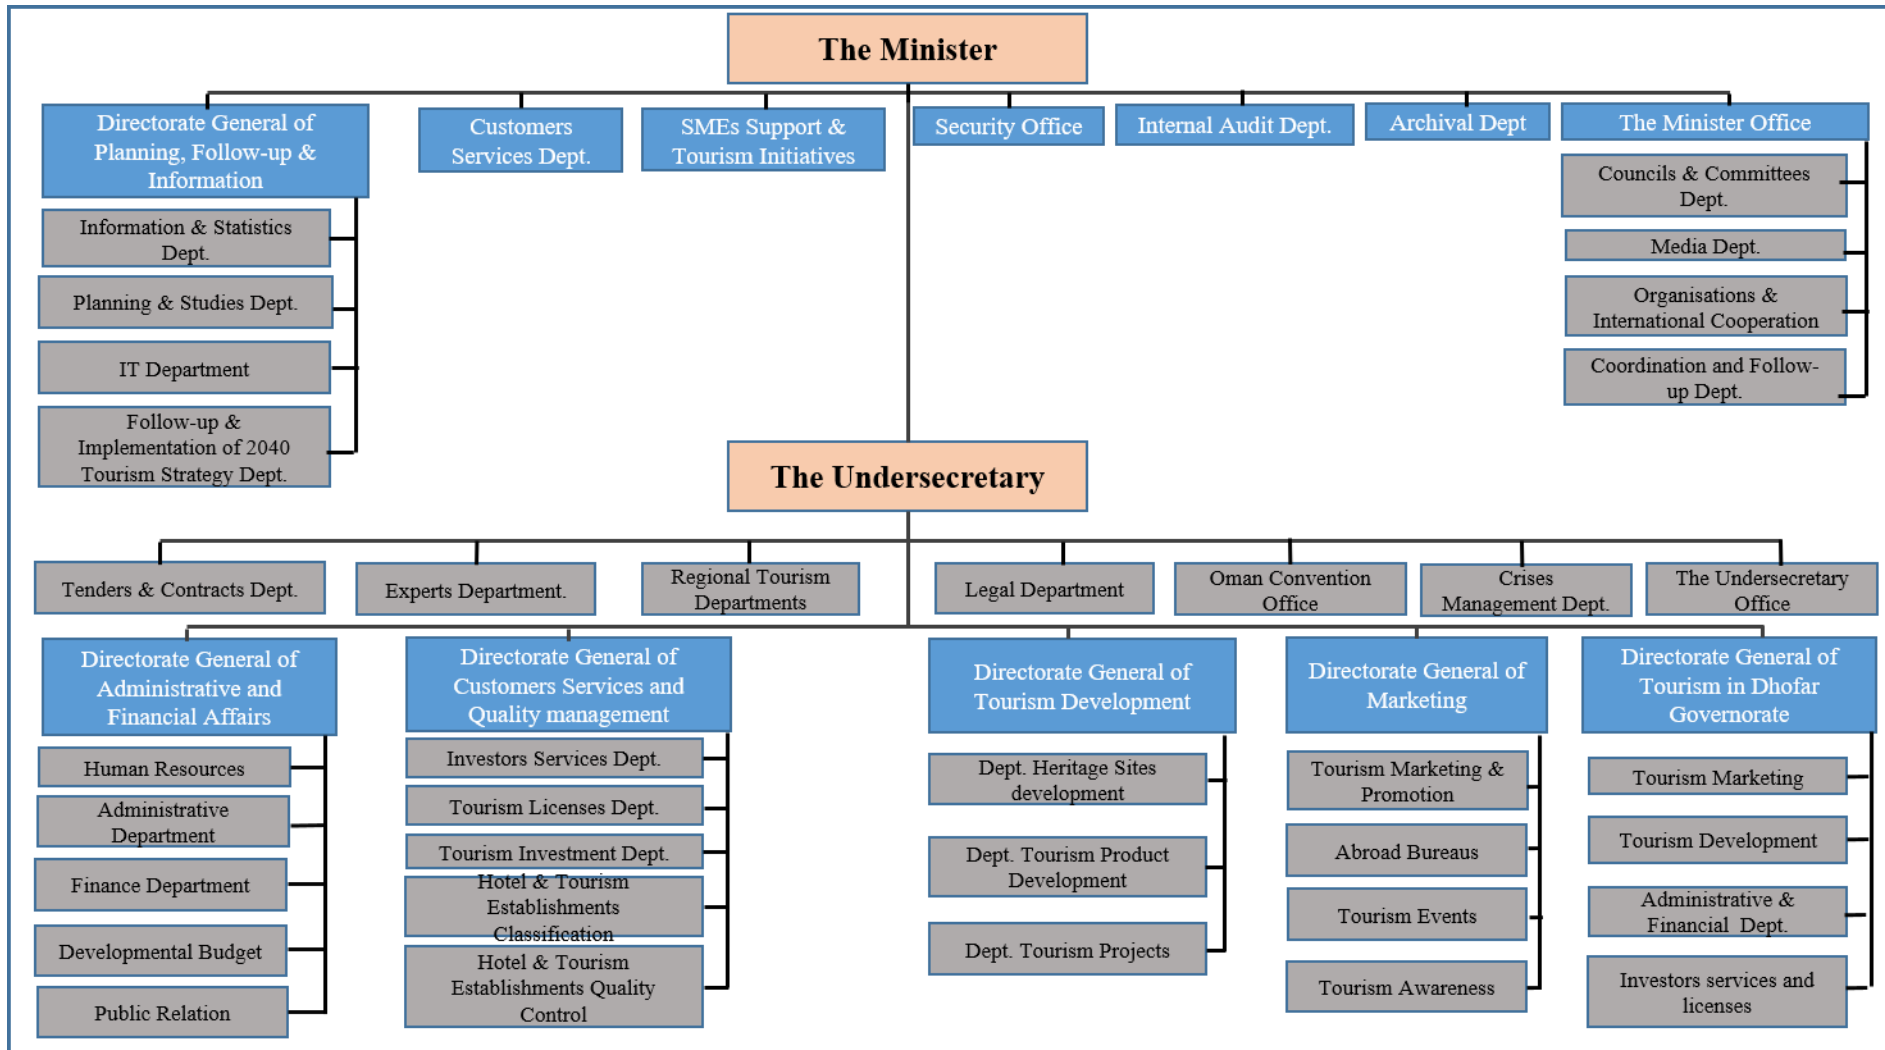 The Minister
Directorate General of
Planning, Follow-up &
Information
Customers
Services Dept.
SMEs Support &
Tourism Initiatives
Security Office
Internal Audit Dept.
Archival Dept
The Minister Office
Information & Statistics
Dept.
Planning & Studies Dept.
IT Department
Follow-up &
Implementation of 2040
Tourism Strategy Dept.
Councils & Committees
Dept.
Media Dept.
Organisations &
International Cooperation
Coordination and Follow-
up Dept.
The Undersecretary
Tenders & Contracts Dept.
Experts Department.
Regional Tourism
Departments
Legal Department
Oman Convention
Office
Crises
Management Dept.
The Undersecretary
Office
Directorate General of
Administrative and
Financial Affairs
Human Resources
Administrative
Department
Finance Department
Developmental Budget
Public Relation
Directorate General of
Customers Services and
Quality management
Investors Services Dept.
Tourism Licenses Dept.
Tourism Investment Dept.
Hotel & Tourism
Establishments
Classification
Hotel & Tourism
Establishments Quality
Control
Directorate General of
Tourism Development
Dept. Heritage Sites
development
Dept. Tourism Product
Development
Dept. Tourism Projects
Directorate General of
Marketing
Tourism Marketing &
Promotion
Abroad Bureaus
Tourism Events
Tourism Awareness
Directorate General of
Tourism in Dhofar
Governorate
Tourism Marketing
Tourism Development
Administrative &
Financial  Dept.
Investors services and
licenses